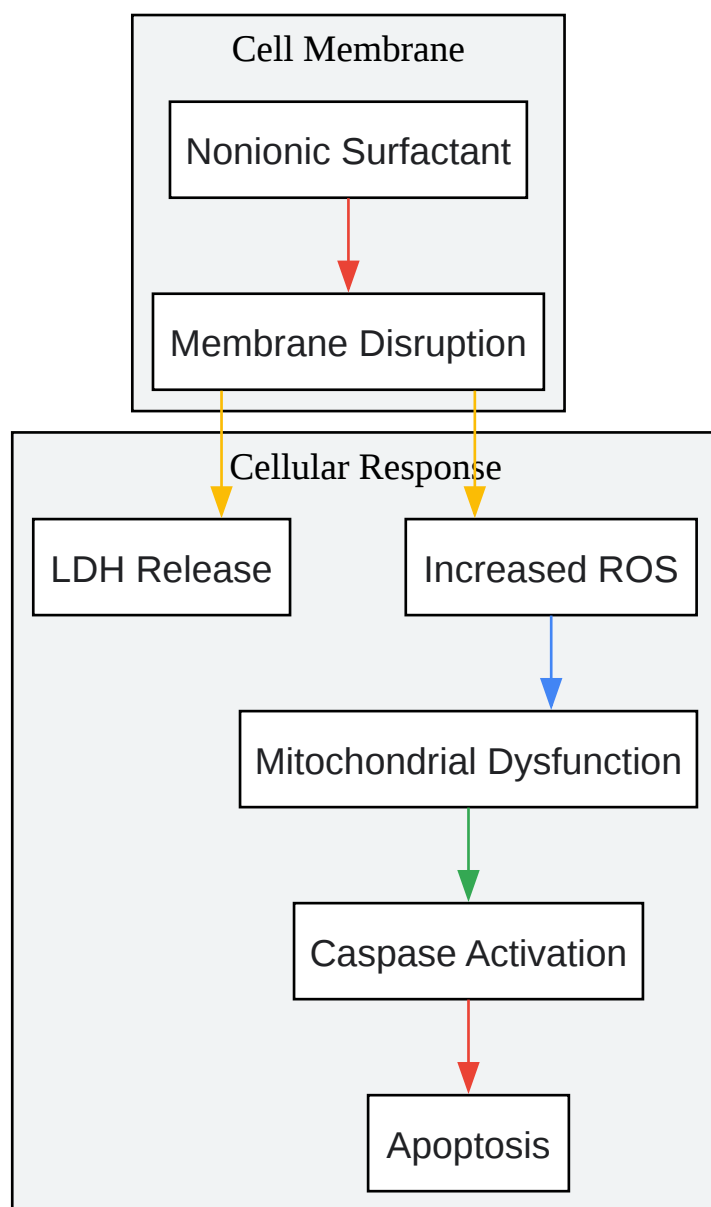 Cell Membrane
Nonionic Surfactant
Membrane Disruption
Cellular Response
LDH Release
Increased ROS
Mitochondrial Dysfunction
Caspase Activation
Apoptosis